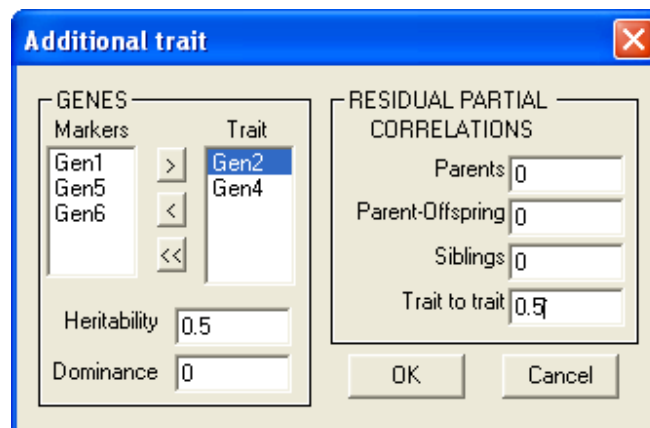 Additional trait
GENES
Markers
Trait
Gen1
Gen5
Gen6
>
<
<<
Gen2
Gen4
Heritability 0.5
Dominance 0
RESIDUAL PARTIAL
CORRELATIONS
Parents 0
Parent-Offspring 0
Siblings 0
Trait to trait 0.5
OK
Cancel